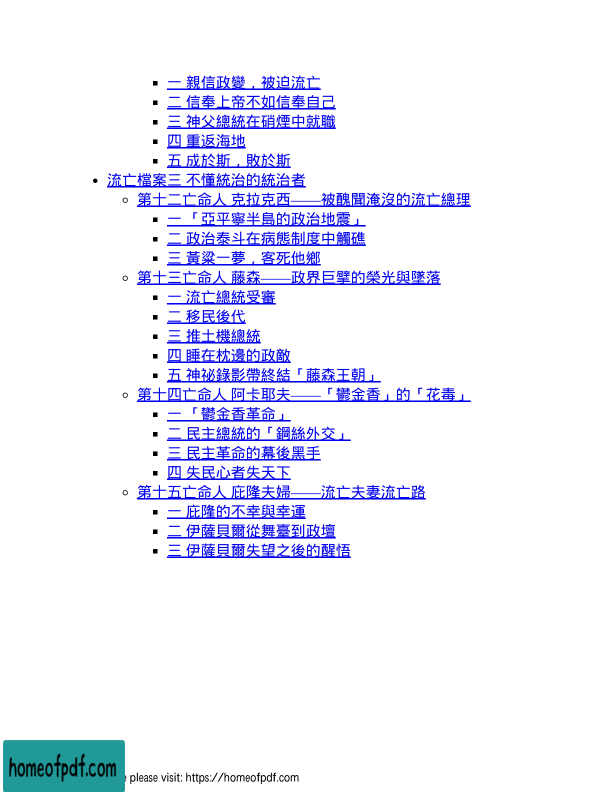 一 親信政變，被迫流亡
二 信奉上帝不如信奉自己
三 神父總統在硝煙中就職
四 重返海地
五 成於斯，敗於斯
流亡檔案三 不懂統治的統治者
第十二亡命人 克拉克西——被醜聞淹沒的流亡總理
一 「亞平寧半島的政治地震」
二 政治泰斗在病態制度中觸礁
三 黃粱一夢，客死他鄉
第十三亡命人 藤森——政界巨擘的榮光與墜落
一 流亡總統受審
二 移民後代
三 推土機總統
四 睡在枕邊的政敵
五 神祕錄影帶終結「藤森王朝」
第十四亡命人 阿卡耶夫——「鬱金香」的「花毒」
一 「鬱金香革命」
二 民主總統的「鋼絲外交」
三 民主革命的幕後黑手
四 失民心者失天下
第十五亡命人 庇隆夫婦——流亡夫妻流亡路
一 庇隆的不幸與幸運
二 伊薩貝爾從舞臺到政壇
三 伊薩貝爾失望之後的醒悟
homeofpdf.com
please visit: https://homeofpdf.com